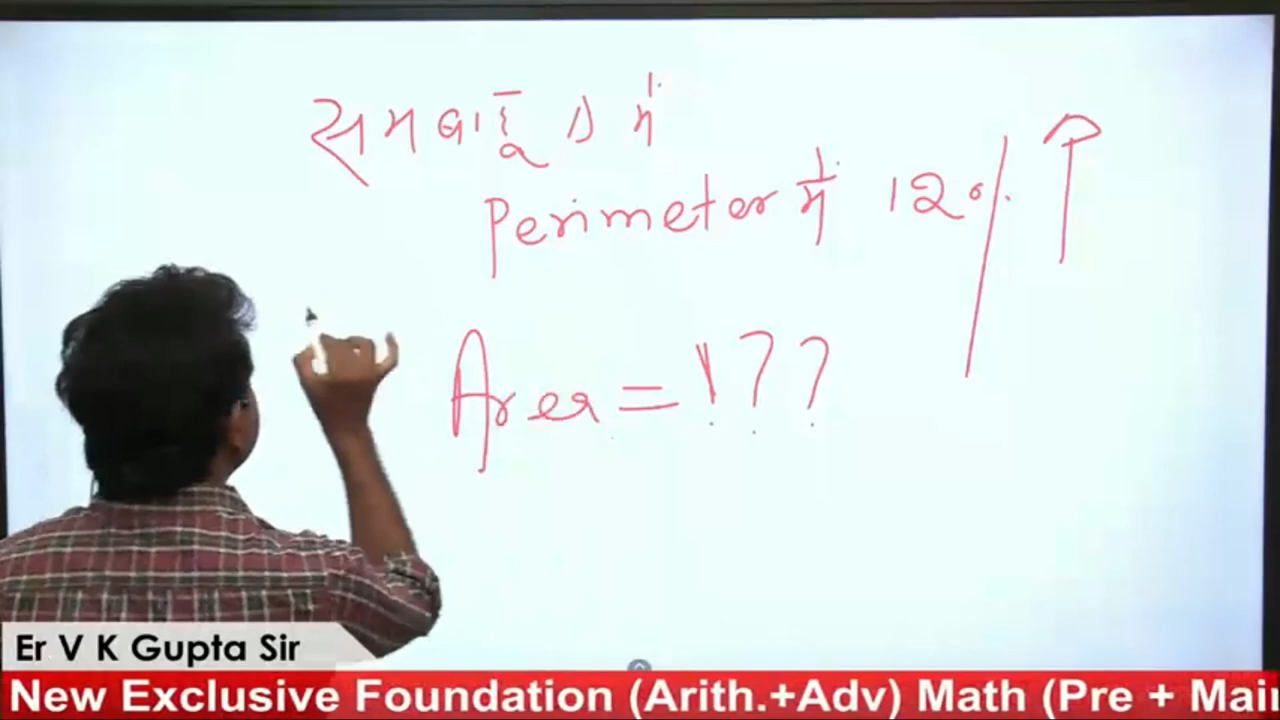 समबाहु Δ में
Perimeter में 12% ↑
Area = ???
Er V K Gupta Sir
New Exclusive Foundation (Arith.+Adv) Math (Pre + Mai